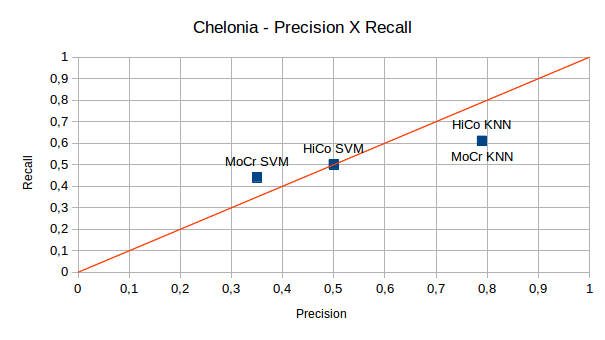 Chelonia - Precision X Recall
Recall
1
0,9
0,8
0,7
0,6
0,5
0,4
0,3
0,2
0,1
0
HiCo KNN
HiCo SVM
MoCr KNN
MoCr SVM
0 0,1 0,2 0,3 0,4 0,5 0,6 0,7 0,8 0,9 1
Precision